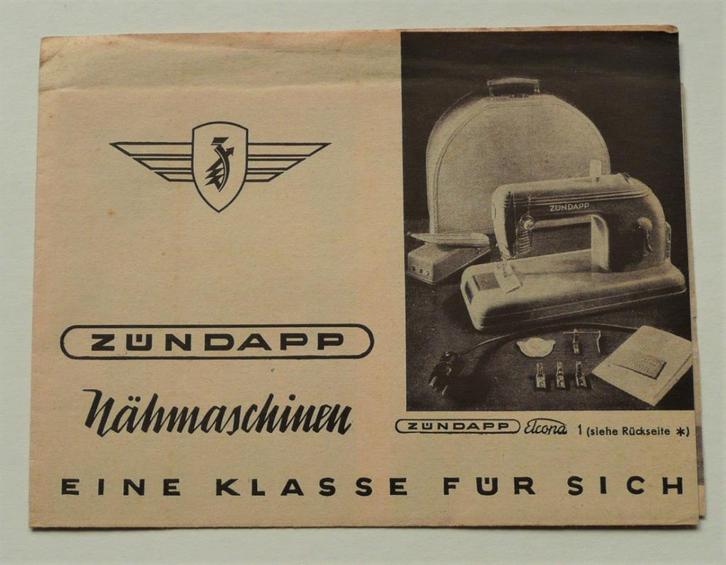 ZÜNDAPP
ZÜNDAPP
Nähmaschinen
ZÜNDAPP Elcona 1 (siehe Rückseite *)
EINE KLASSE FÜR SICH